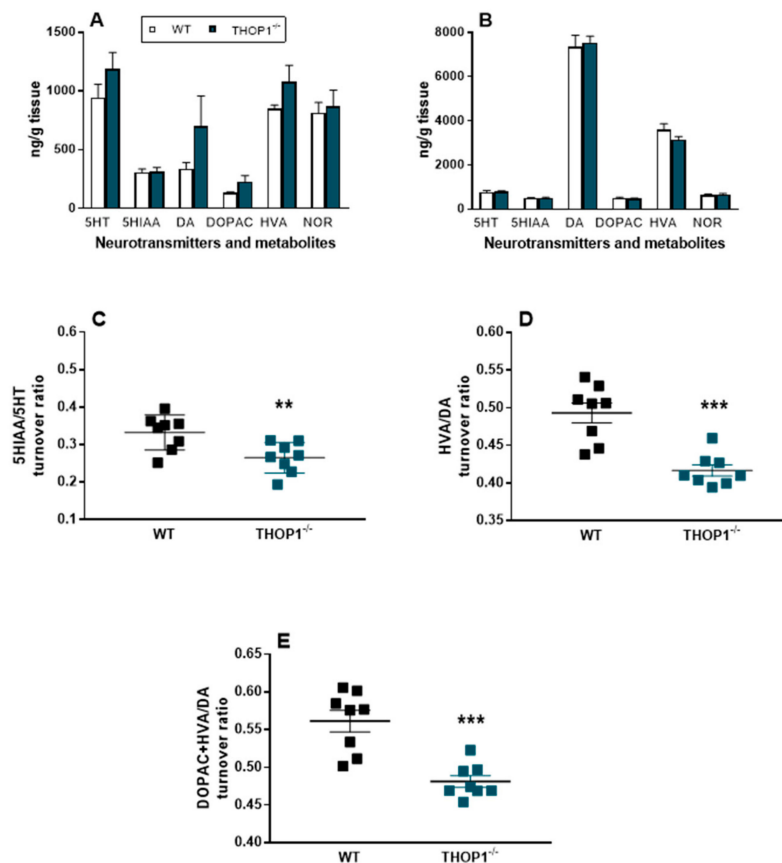 A
WT THOP1-/-
ng/g tissue
1500
1000
500
0
5HT 5HIAA DA DOPAC HVA NOR
Neurotransmitters and metabolites
B
ng/g tissue
8000
6000
4000
2000
0
5HT 5HIAA DA DOPAC HVA NOR
Neurotransmitters and metabolites
C
5HIAA/5HT
turnover ratio
0.6
0.5
0.4
0.3
0.2
0.1
**
WT THOP1-/-
D
HVA/DA
turnover ratio
0.60
0.55
0.50
0.45
0.40
0.35
***
WT THOP1-/-
E
DOPAC+HVA/DA
turnover ratio
0.65
0.60
0.55
0.50
0.45
0.40
***
WT THOP1-/-